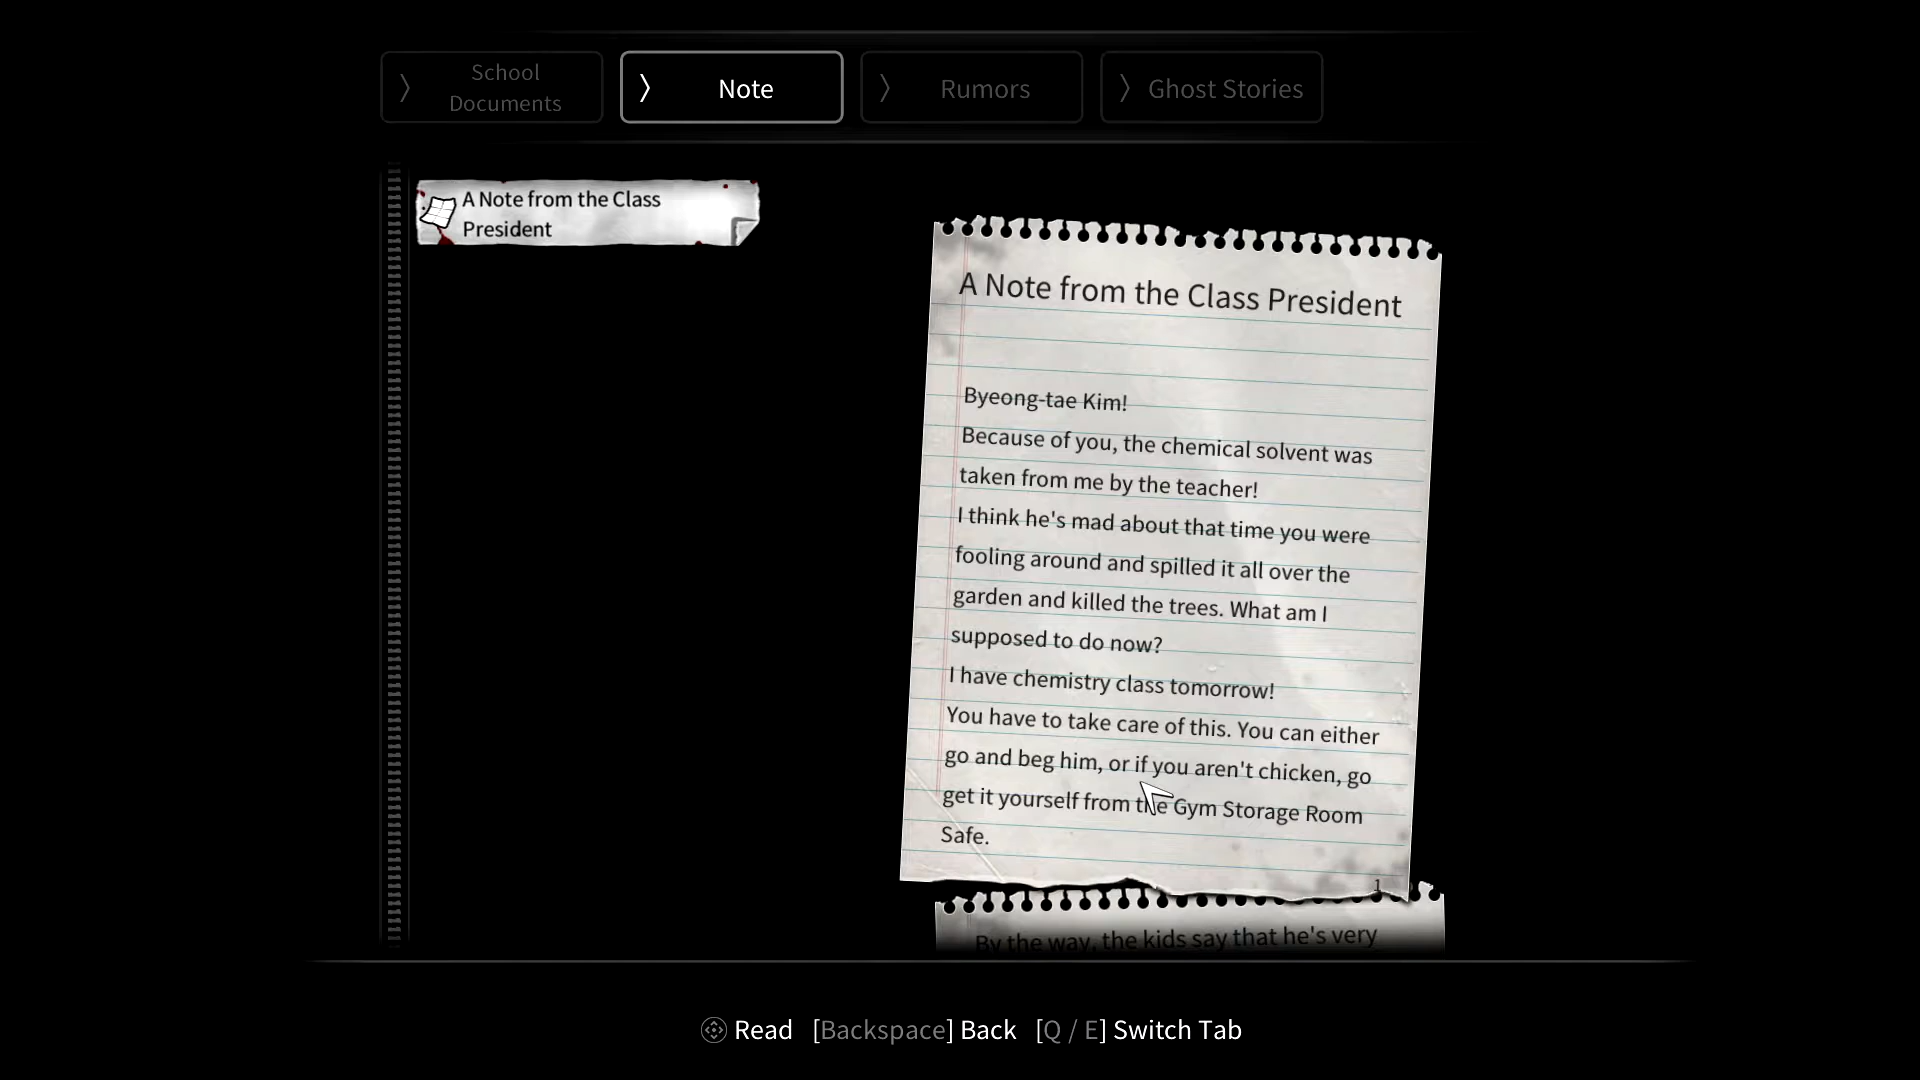 School
Documents
Note
Rumors
Ghost Stories
A Note from the Class
President
A Note from the Class President
Byeong-tae Kim!
Because of you, the chemical solvent was
taken from me by the teacher!
I think he's mad about that time you were
fooling around and spilled it all over the
garden and killed the trees. What am I
supposed to do now?
I have chemistry class tomorrow!
You have to take care of this. You can either
go and beg him, or if you aren't chicken, go
get it yourself from the Gym Storage Room
Safe.
1
By the way, the kids say that he's very
Read [Backspace] Back [Q / E] Switch Tab